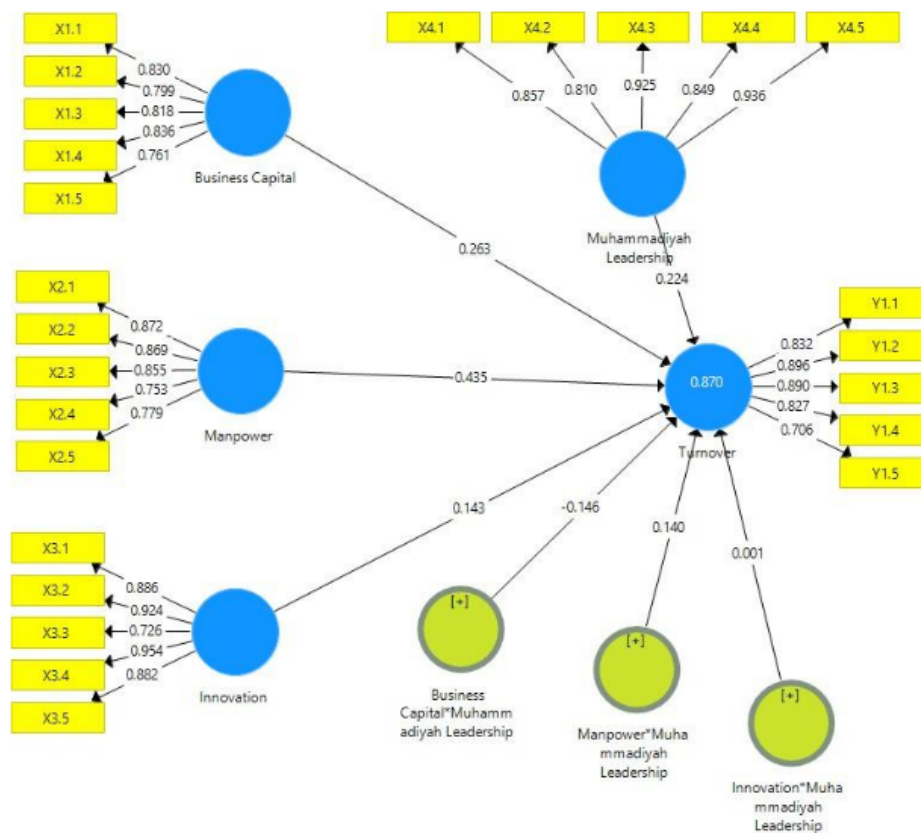 X1.1
X1.2
X1.3
X1.4
X1.5
0.830
0.799
0.818
0.836
0.761
Business Capital
X4.1
X4.2
X4.3
X4.4
X4.5
0.857
0.810
0.925
0.849
0.936
Muhammadiyah
Leadership
0.263
0.224
X2.1
X2.2
X2.3
X2.4
X2.5
0.872
0.869
0.855
0.753
0.779
Manpower
0.435
0.870
Turnover
0.832
0.896
0.890
0.827
0.706
Y1.1
Y1.2
Y1.3
Y1.4
Y1.5
X3.1
X3.2
X3.3
X3.4
X3.5
0.886
0.924
0.726
0.954
0.882
Innovation
0.143
-0.146
0.140
0.001
[+]
Business
Capital*Muhamm
adiyah Leadership
[+]
Manpower*Muha
mmadiyah
Leadership
[+]
Innovation*Muha
mmadiyah
Leadership